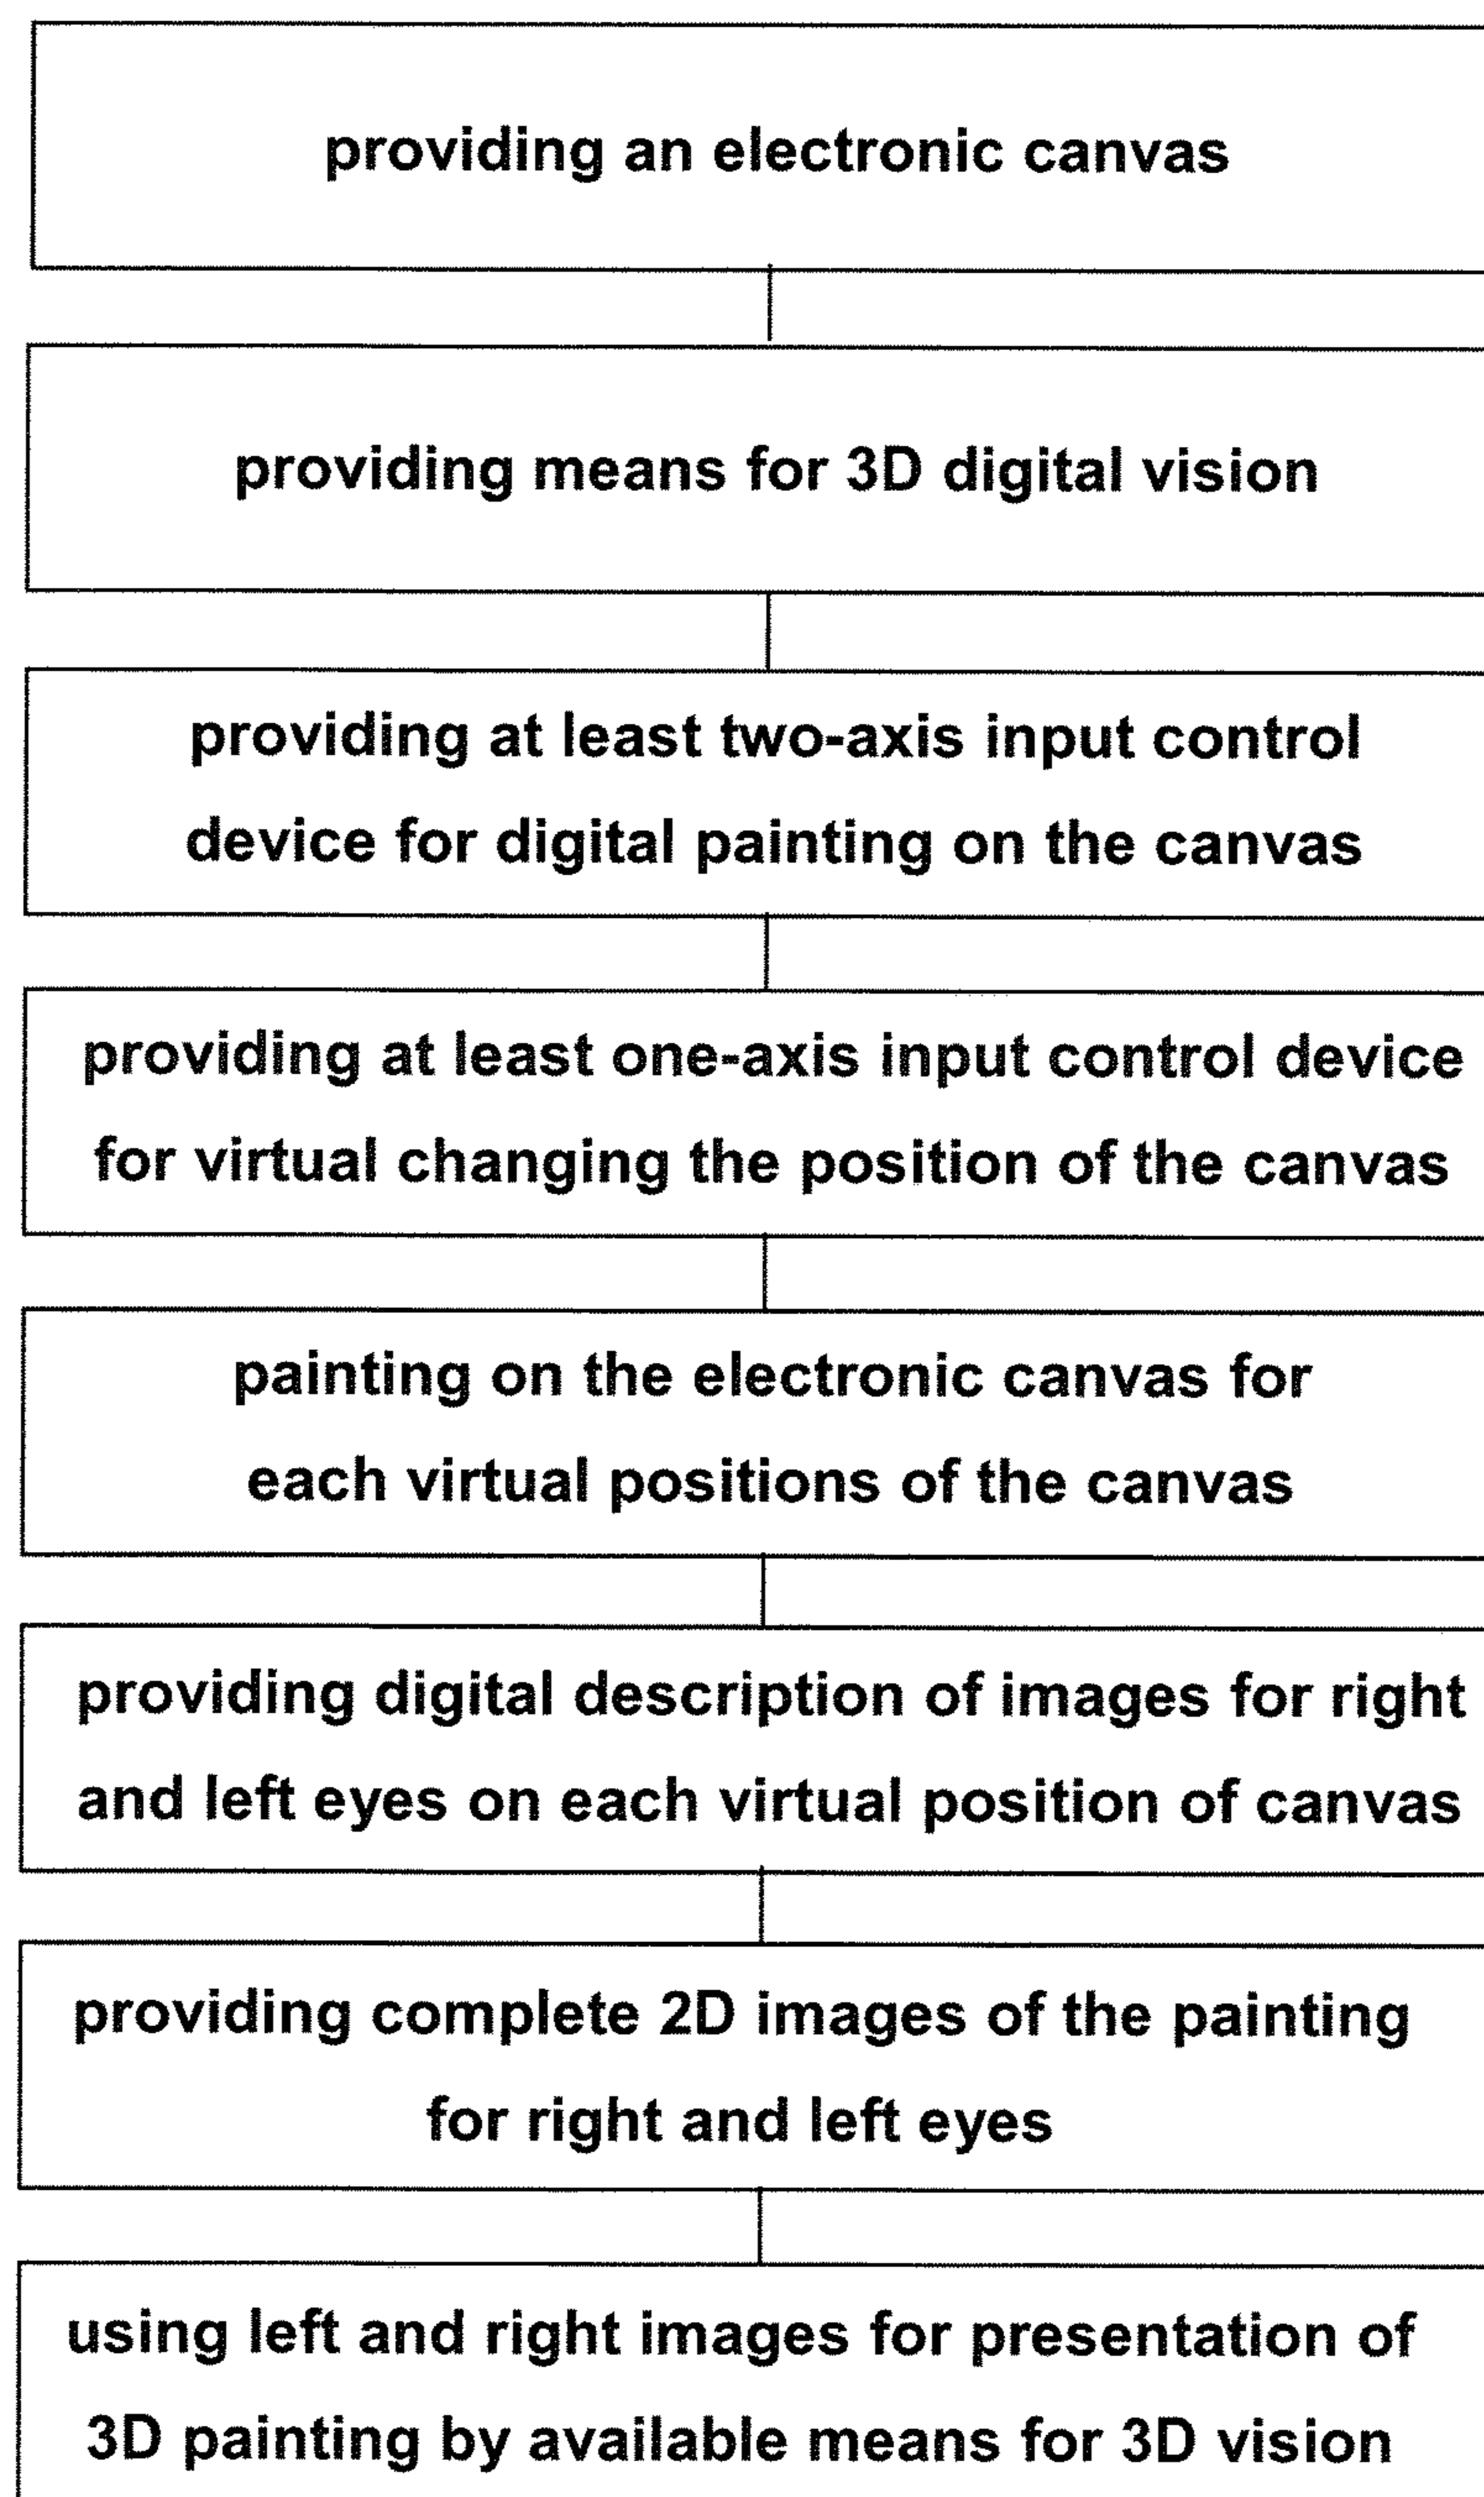 providing an electronic canvas
providing means for 3D digital vision
providing at least two-axis input control
device for digital painting on the canvas
providing at least one-axis input control device
for virtual changing the position of the canvas
painting on the electronic canvas for
each virtual positions of the canvas
providing digital description of images for right
and left eyes on each virtual position of canvas
providing complete 2D images of the painting
for right and left eyes
using left and right images for presentation of
3D painting by available means for 3D vision